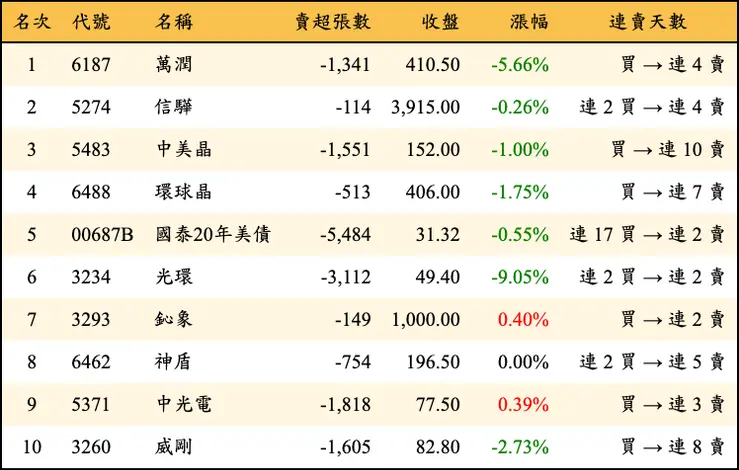 名次 代號 名稱 賣超張數 收盤 漲幅 連賣天數
1 6187 萬潤 -1,341 410.50 -5.66% 買 → 連 4 賣
2 5274 信驊 -114 3,915.00 -0.26% 連 2 買 → 連 4 賣
3 5483 中美晶 -1,551 152.00 -1.00% 買 → 連 10 賣
4 6488 環球晶 -513 406.00 -1.75% 買 → 連 7 賣
5 00687B 國泰20年美債 -5,484 31.32 -0.55% 連 17 買 → 連 2 賣
6 3234 光環 -3,112 49.40 -9.05% 連 2 買 → 連 2 賣
7 3293 鈊象 -149 1,000.00 0.40% 買 → 連 2 賣
8 6462 神盾 -754 196.50 0.00% 連 2 買 → 連 5 賣
9 5371 中光電 -1,818 77.50 0.39% 買 → 連 3 賣
10 3260 威剛 -1,605 82.80 -2.73% 買 → 連 8 賣